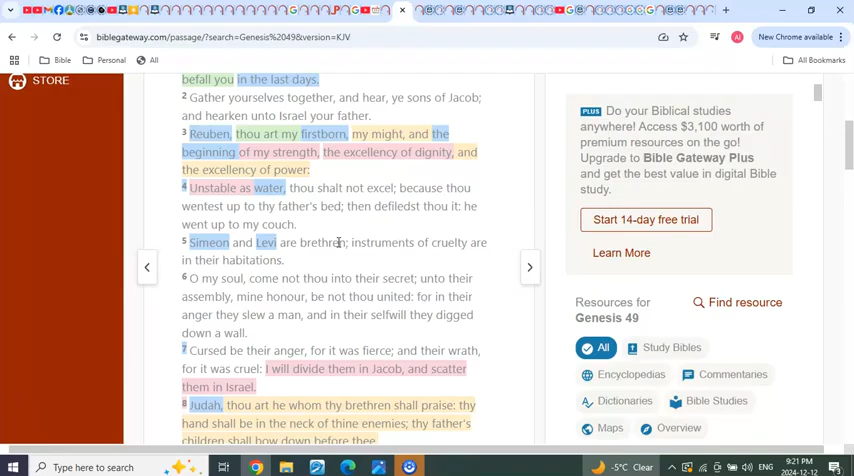 biblegateway.com/passage/?search=Genesis%2049&version=KJV
New Chrome available
Bible
Personal
All
All Bookmarks
STORE
befall you in the last days.
2 Gather yourselves together, and hear, ye sons of Jacob;
and hearken unto Israel your father.
3 Reuben, thou art my firstborn, my might, and the
beginning of my strength, the excellency of dignity, and
the excellency of power:
4 Unstable as water, thou shalt not excel; because thou
wentest up to thy father's bed; then defiledst thou it: he
went up to my couch.
5 Simeon and Levi are brethren; instruments of cruelty are
in their habitations.
6 O my soul, come not thou into their secret; unto their
assembly, mine honour, be not thou united: for in their
anger they slew a man, and in their selfwill they digged
down a wall.
7 Cursed be their anger, for it was fierce; and their wrath,
for it was cruel: I will divide them in Jacob, and scatter
them in Israel.
8 Judah, thou art he whom thy brethren shall praise: thy
hand shall be in the neck of thine enemies; thy father's
children shall bow down before thee.
PLUS Do your Biblical studies
anywhere! Access $3,100 worth of
premium resources on the go!
Upgrade to Bible Gateway Plus
and get the best value in digital Bible
study.
Start 14-day free trial
Learn More
Resources for
Genesis 49
Find resource
All
Study Bibles
Encyclopedias
Commentaries
Dictionaries
Bible Studies
Maps
Overview
Type here to search
-5°C Clear
9:21 PM
2024-12-12